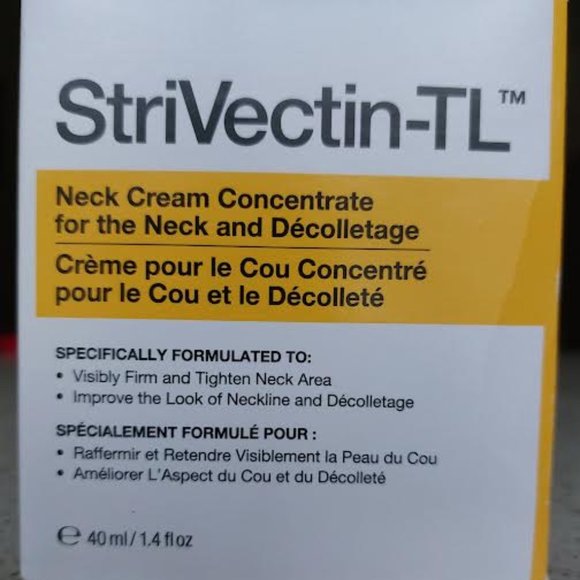 StriVectin-TL™
Neck Cream Concentrate
for the Neck and Décolletage
Crème pour le Cou Concentré
pour le Cou et le Décolleté
SPECIFICALLY FORMULATED TO:
• Visibly Firm and Tighten Neck Area
• Improve the Look of Neckline and Décolletage
SPÉCIALEMENT FORMULÉ POUR :
• Raffermir et Retendre Visiblement la Peau du Cou
• Améliorer L'Aspect du Cou et du Décolleté
℮ 40 ml / 1.4 fl oz